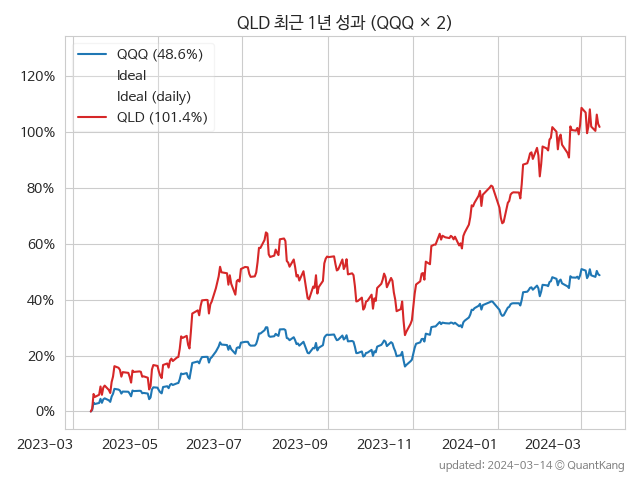 QLD 최근 1년 성과 (QQQ × 2)
QQQ (48.6%)
Ideal
Ideal (daily)
QLD (101.4%)
120%
100%
80%
60%
40%
20%
0%
2023-03 2023-05 2023-07 2023-09 2023-11 2024-01 2024-03
updated: 2024-03-14 © QuantKang